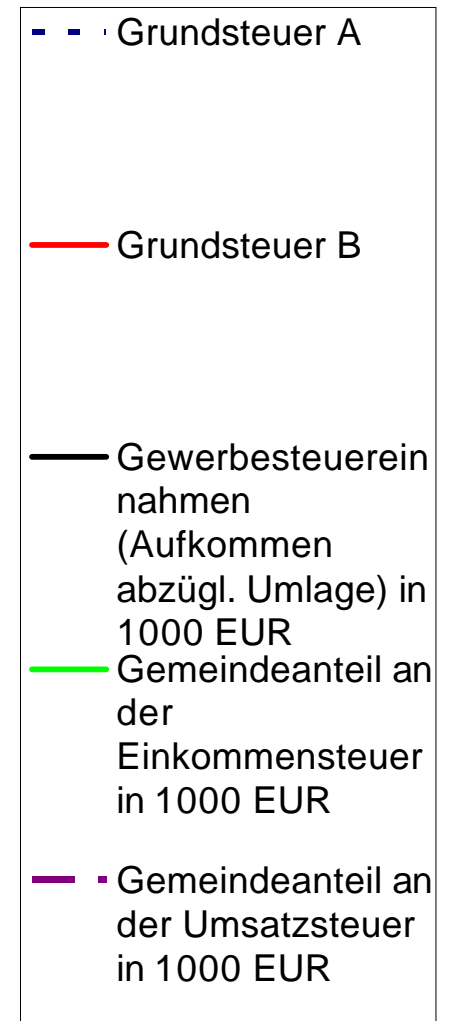 Grundsteuer A
Grundsteuer B
Gewerbesteuerein
nahmen
(Aufkommen
abzügl. Umlage) in
1000 EUR
Gemeindeanteil an
der
Einkommensteuer
in 1000 EUR
Gemeindeanteil an
der Umsatzsteuer
in 1000 EUR